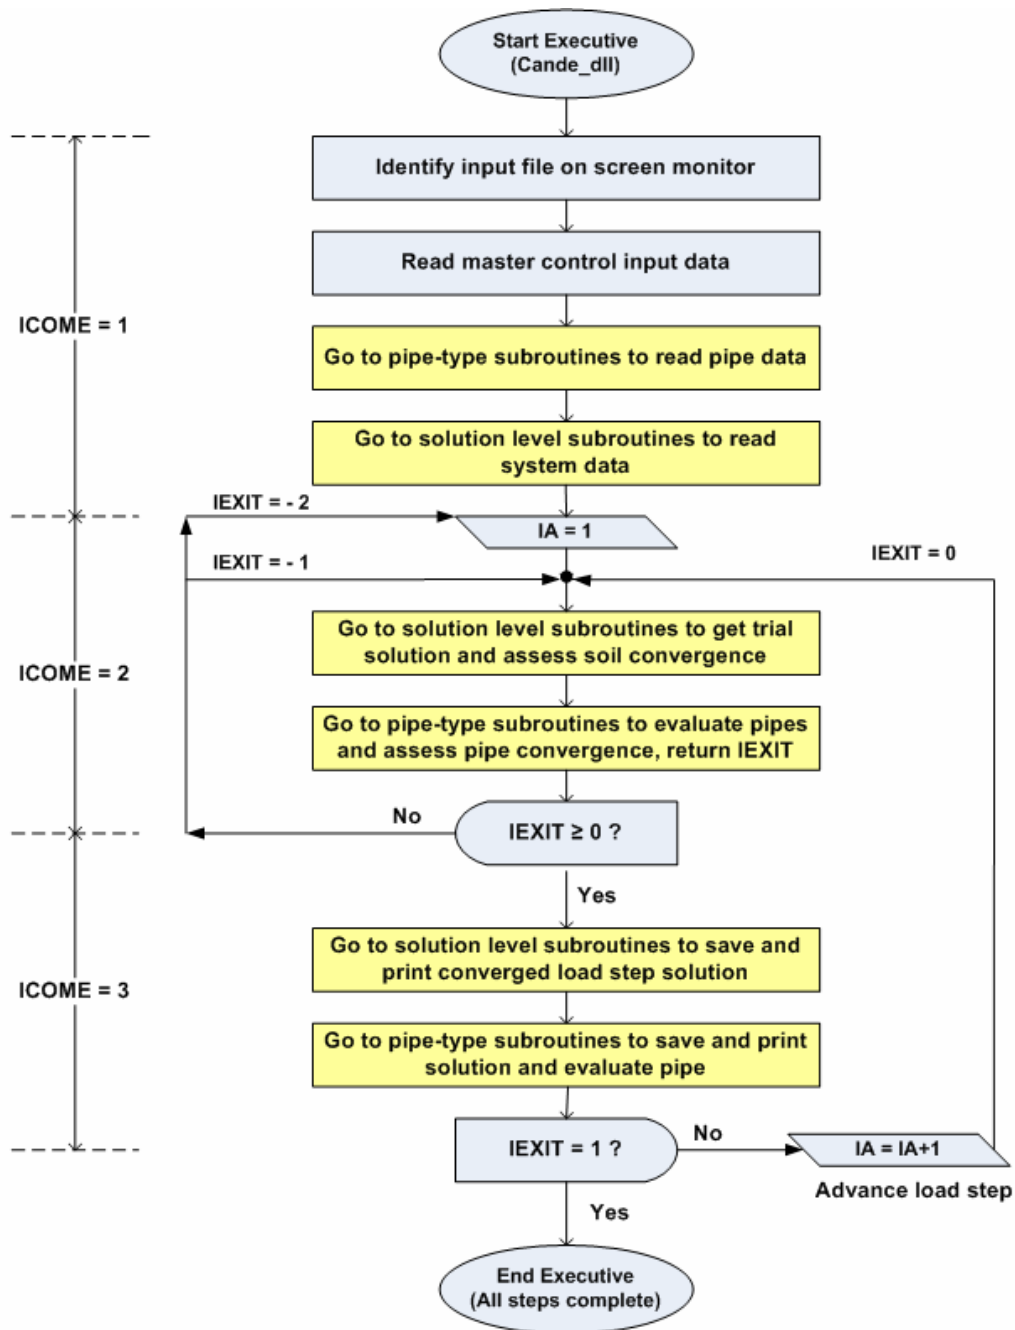 Start Executive
(Cande_dll)
Identify input file on screen monitor
Read master control input data
ICOME = 1
Go to pipe-type subroutines to read pipe data
Go to solution level subroutines to read
system data
IEXIT = - 2
IA = 1
IEXIT = 0
IEXIT = - 1
Go to solution level subroutines to get trial
solution and assess soil convergence
ICOME = 2
Go to pipe-type subroutines to evaluate pipes
and assess pipe convergence, return IEXIT
No
IEXIT ≥ 0 ?
Yes
Go to solution level subroutines to save and
print converged load step solution
ICOME = 3
Go to pipe-type subroutines to save and print
solution and evaluate pipe
IEXIT = 1 ?
No
IA = IA+1
Advance load step
Yes
End Executive
(All steps complete)